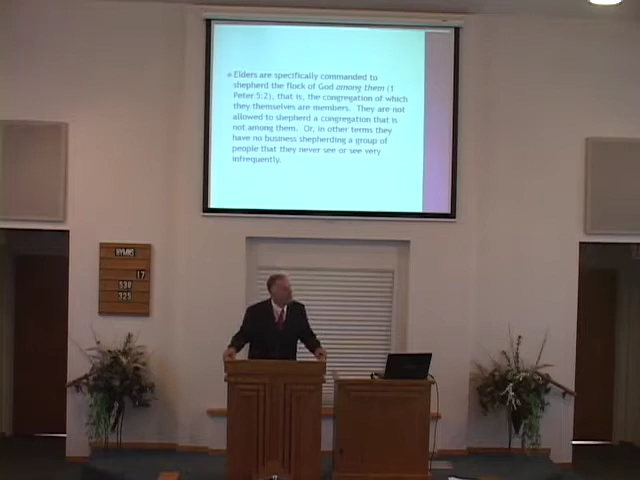 Elders are specifically commanded to
shepherd the flock of God among them (1
Peter 5:2), that is, the congregation of which
they themselves are members. They are not
allowed to shepherd a congregation that is
not among them. Or, in other terms they
have no business shepherding a group of
people that they never see or see very
infrequently.
HYMNS
17
538
325